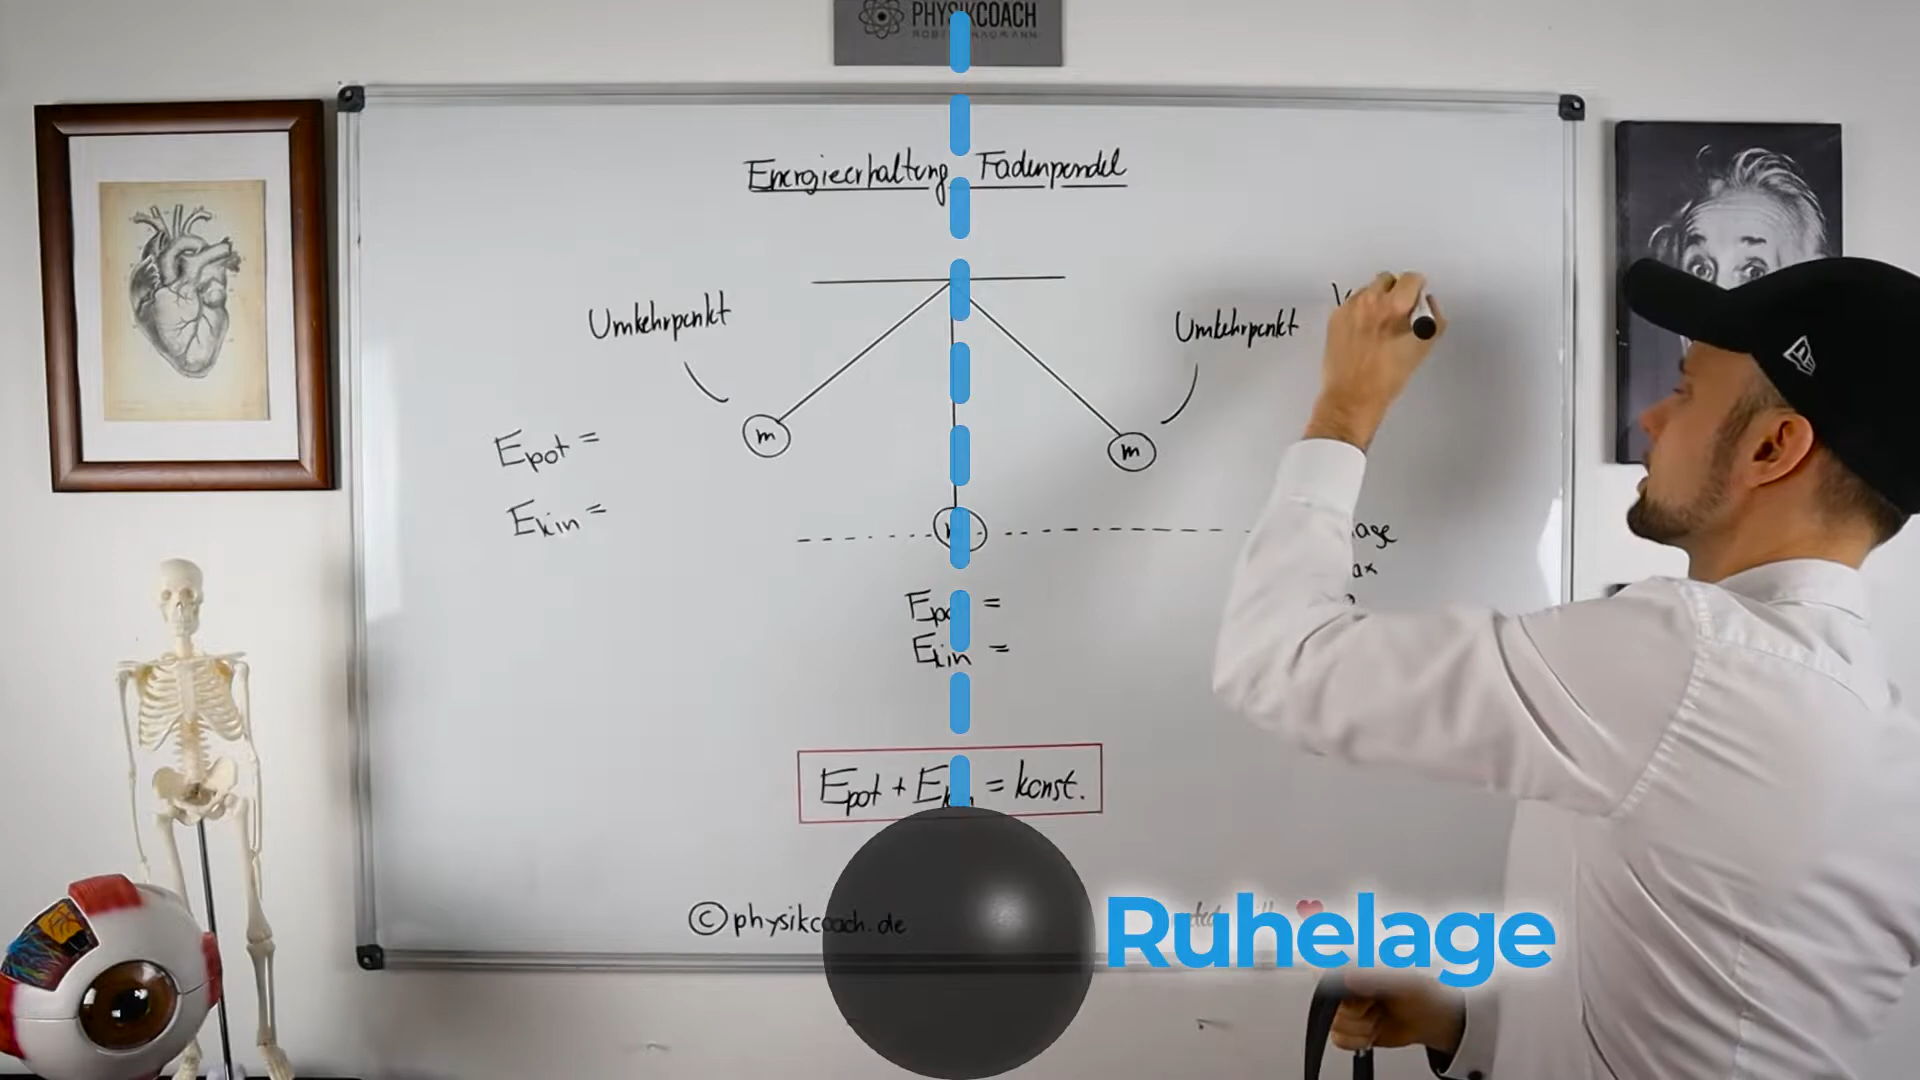 PHYSIKCOACH
Energieerhaltung Fadenpendel
Umkehrpunkt
Umkehrpunkt
m
m
Epot =
Ekin =
Epot =
Ekin =
Epot + Ekin = konst.
© physikcoach.de
Ruhelage